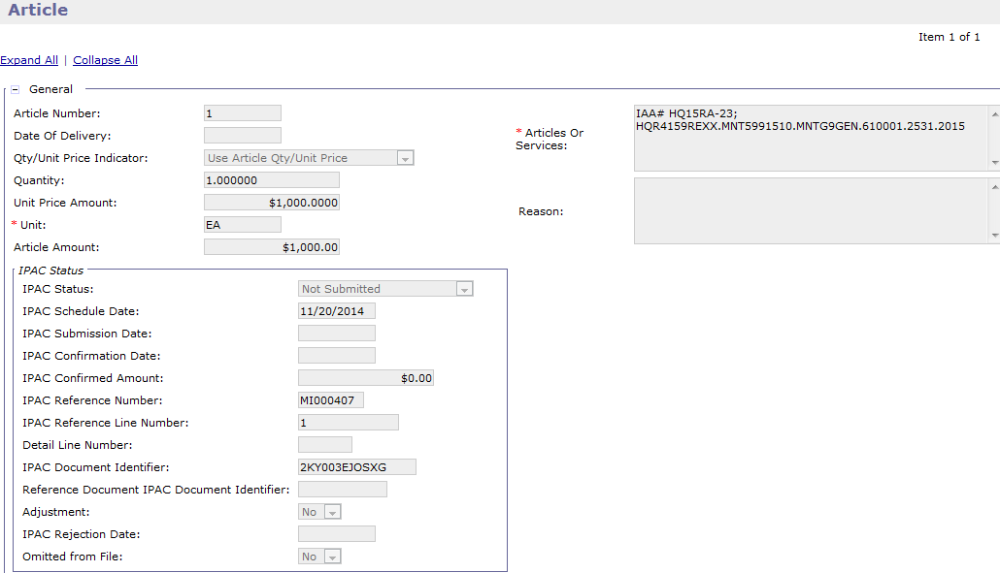 Article
Item 1 of 1
Expand All | Collapse All
General
Article Number: 1
Date Of Delivery:
Qty/Unit Price Indicator: Use Article Qty/Unit Price
Quantity: 1.000000
Unit Price Amount: $1,000.0000
* Unit: EA
Article Amount: $1,000.00
* Articles Or
Services:
IAA# HQ15RA-23;
HQR4159REXX.MNT5991510.MNTG9GEN.610001.2531.2015
Reason:
IPAC Status
IPAC Status: Not Submitted
IPAC Schedule Date: 11/20/2014
IPAC Submission Date:
IPAC Confirmation Date:
IPAC Confirmed Amount: $0.00
IPAC Reference Number: MI000407
IPAC Reference Line Number: 1
Detail Line Number:
IPAC Document Identifier: 2KY003EJOSXG
Reference Document IPAC Document Identifier:
Adjustment: No
IPAC Rejection Date:
Omitted from File: No